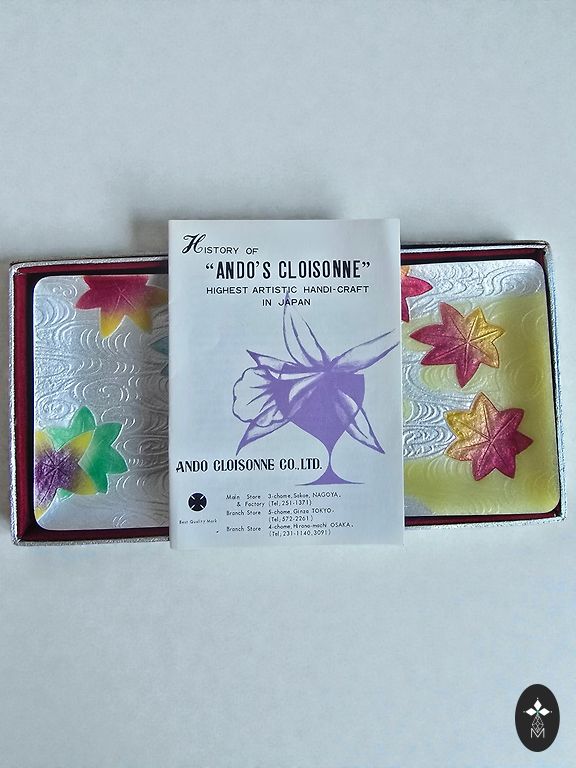 HISTORY OF
"ANDO'S CLOISONNE"
HIGHEST ARTISTIC HANDI-CRAFT
IN JAPAN
ANDO CLOISONNE CO.,LTD.
Best Quality Mark
Main Store 3-chome, Sakae, NAGOYA,
& Factory (Tel, 251-1371)
Branch Store 5-chome, Ginza TOKYO,
(Tel, 572-2261)
Branch Store 4-chome, Hirano-machi OSAKA,
(Tel, 231-1140, 3091)
M